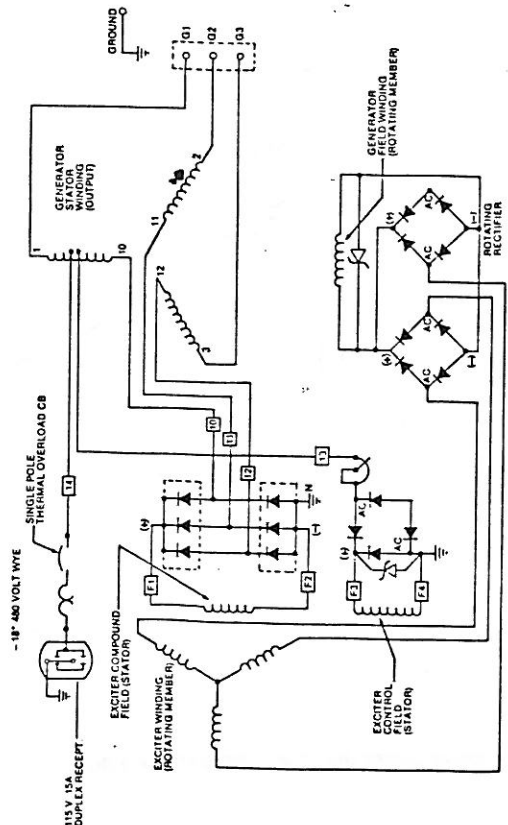 -18° 480 VOLT WYE
115 V 15A
DUPLEX RECEPT
SINGLE POLE
THERMAL OVERLOAD CB
14
GENERATOR
STATOR
WINDING
(OUTPUT)
1
10
11
2
12
3
GROUND
G1
G2
G3
EXCITER COMPOUND
FIELD (STATOR)
F1
F2
(+)
(-)
N
10
11
12
13
EXCITER WINDING
(ROTATING MEMBER)
EXCITER
CONTROL
FIELD
(STATOR)
F3
F4
(+)
AC
AC
GENERATOR
FIELD WINDING
(ROTATING MEMBER)
(+)
AC
AC
(-)
(+)
AC
AC
(-)
ROTATING
RECTIFIER